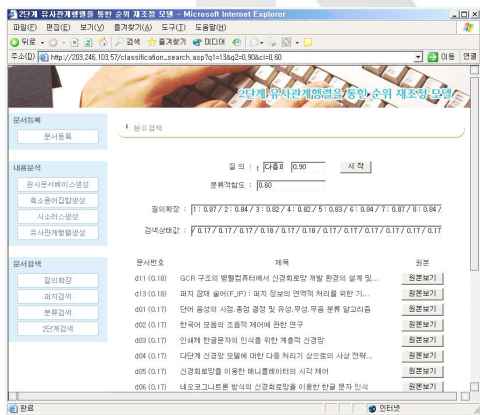 2단계 유사관계행렬을 통한 순위 재조정 모델 - Microsoft Internet Explorer
파일(F) 편집(E) 보기(V) 즐겨찾기(A) 도구(T) 도움말(H)
뒤로 검색 즐겨찾기 미디어
주소(D) http://203,246,103,57/classification_search,asp?q1=13&q2=0,90&ci=0,60 이동 연결
2단계 유사관계행렬을 통한 순위 재조정 모델
문서등록
문서등록
내용분석
원시문서베이스생성
축소용어집합생성
시소러스생성
유사관계행렬생성
문서검색
질의확장
퍼지검색
분류검색
2단계검색
분류검색
질 의 : t 다층 0.90 시 작
분류적합도 : 0.60
질의확장 : 1 : 0.87 / 2 : 0.84 / 3 : 0.82 / 4 : 0.82 / 5 : 0.83 / 6 : 0.84 / 7 : 0.87 / 8 : 0.84 /
검색상태값 : / 0.17 / 0.17 / 0.17 / 0.18 / 0.17 / 0.18 / 0.17 / 0.17 / 0.17 / 0.17 / 0.17 / 0.17
문서번호 제목 원본
d11 (0.18) GCR 구조의 병렬컴퓨터에서 신경회로망 개발 환경의 설계 및... 원본보기
d13 (0.18) 퍼지 잠재 울어(F_IP) : 퍼지 정보의 연역적 처리를 위한 기... 원본보기
d01 (0.17) 단어 음성의 시점,종점 결정 및 유성,무성,무음 분류 알고리즘 원본보기
d02 (0.17) 한국어 모음의 조음적 제어에 관한 연구 원본보기
d03 (0.17) 인쇄체 한글문자의 인식을 위한 계층적 신경망 원본보기
d04 (0.17) 다단계 신경망 모델에 대한 다중 처리기 상으로의 사상 전략... 원본보기
d05 (0.17) 신경회로망을 이용한 매니퓰레이터의 시각 제어 원본보기
d06 (0.17) 네오코그니트론 방식의 신경회로망을 이용한 한글 문자 인식 원본보기
완료 인터넷